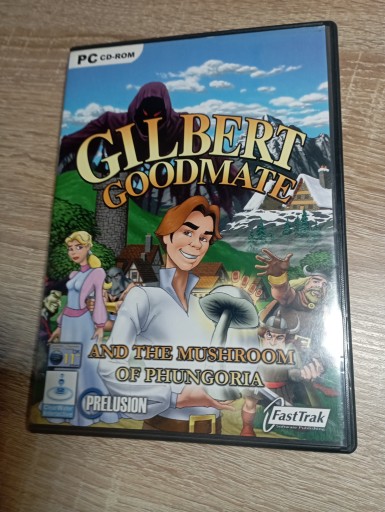 PC CD-ROM
GILBERT
GOODMATE
AND THE MUSHROOM
OF PHUNGORIA
PRELUSION
FastTrak